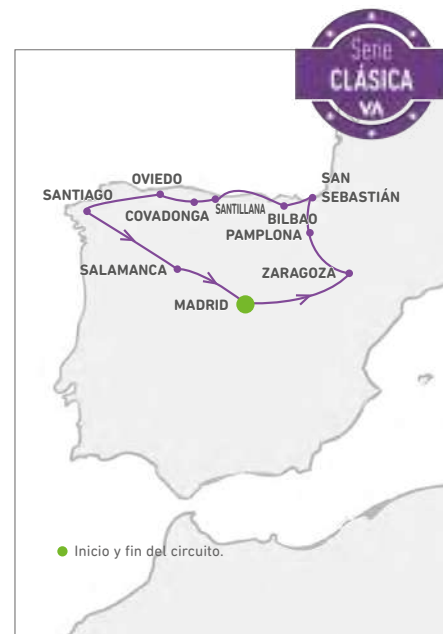 Serie
CLÁSICA
VA
OVIEDO
SAN
SEBASTIÁN
SANTIAGO
COVADONGA
SANTILLANA
BILBAO
PAMPLONA
SALAMANCA
ZARAGOZA
MADRID
Inicio y fin del circuito.